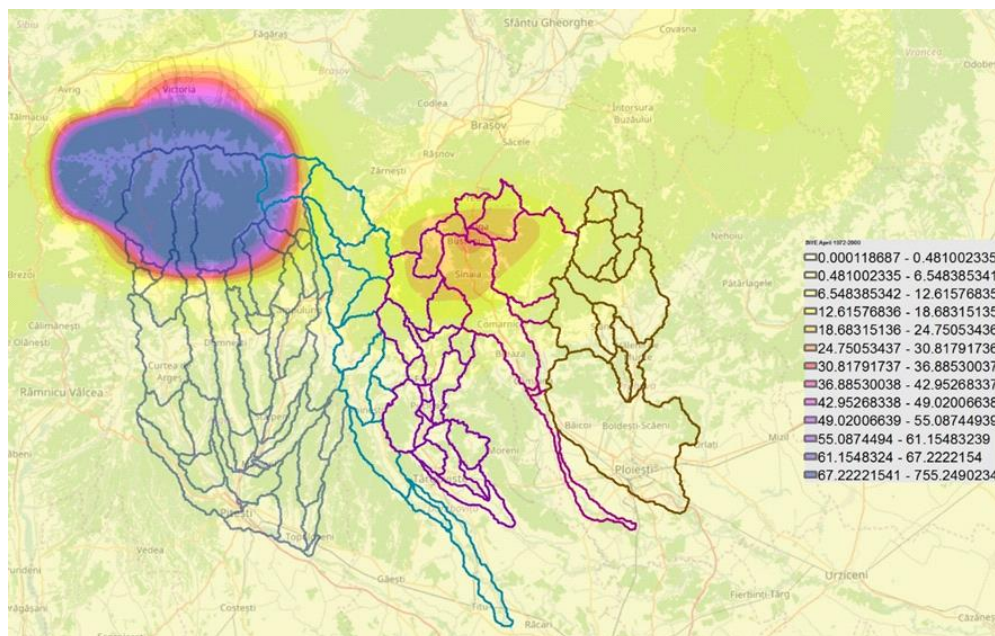 Sibiu
Sfântu Gheorghe
Covasna
Făgăraș
Vroncea
Odobe
Avrig
Victoria
Brașov
Codlea
Întorsura
Buzăului
Tălmaciu
Brașov
Săcele
Râșnov
Zărnești
Nehoiu
Brezoi
Sinaia
Pătârlagele
Călimănești
Comarnic
Olănești
Domnești
Breaza
Curtea
Argeș
Râmnicu Vâlcea
Băicoi
Boldești-Scăeni
Mizil
Moreni
Ploiești
Pitești
Topoloveni
Vedea
Găești
Urziceni
Titu
Costești
Răcari
Fierbinți-Târg
Căzăneș
SWE April 1972-2000
0.000118687 - 0.481002335
0.481002335 - 6.548385341
6.548385342 - 12.61576835
12.61576836 - 18.68315135
18.68315136 - 24.75053436
24.75053437 - 30.81791736
30.81791737 - 36.88530037
36.88530038 - 42.95268337
42.95268338 - 49.02006638
49.02006639 - 55.08744939
55.0874494 - 61.15483239
61.1548324 - 67.2222154
67.22221541 - 755.2490234